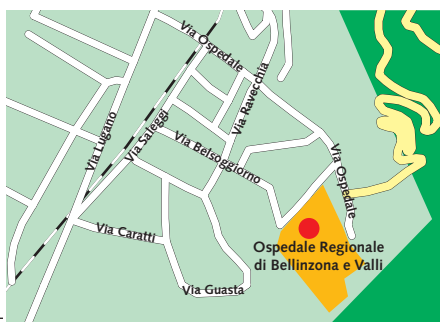 Via Ospedale
Via Ravecchia
Via Lugano
Via Saleggi
Via Belsoggiorno
Via Ospedale
Via Caratti
Ospedale Regionale
di Bellinzona e Valli
Via Guasta